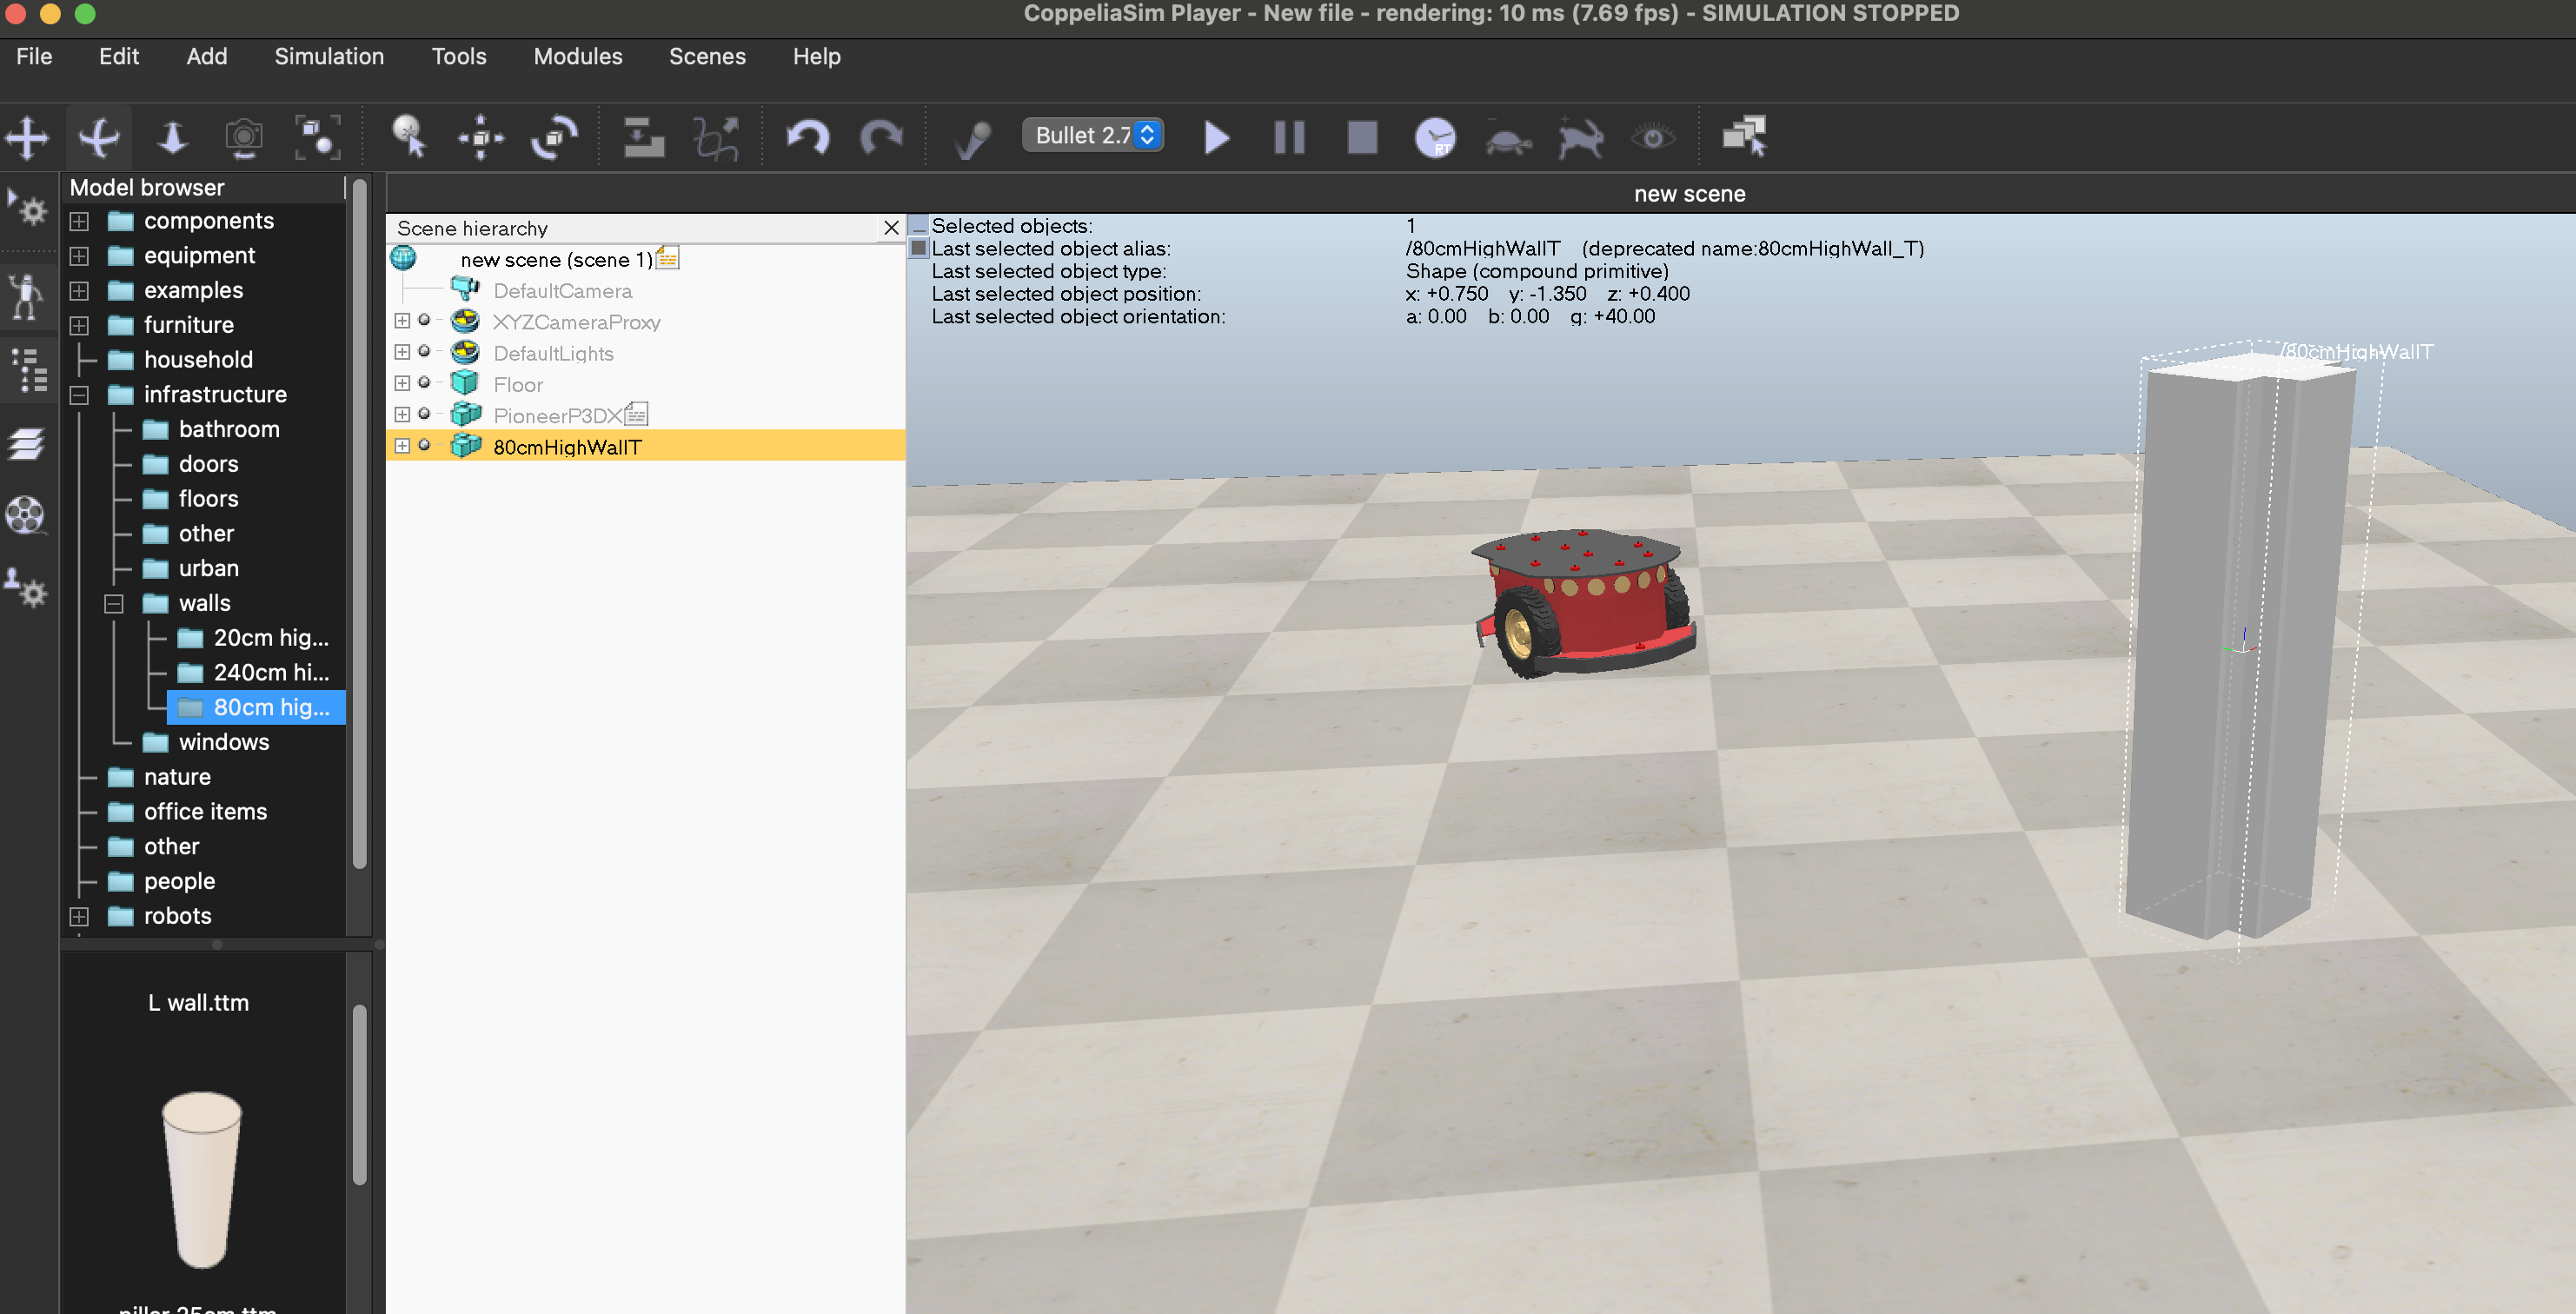 CoppeliaSim Player - New file - rendering: 10 ms (7.69 fps) - SIMULATION STOPPED
File Edit Add Simulation Tools Modules Scenes Help
Bullet 2.7
RT
Model browser
components
equipment
examples
furniture
household
infrastructure
bathroom
doors
floors
other
urban
walls
20cm hig...
240cm hi...
80cm hig...
windows
nature
office items
other
people
robots
L wall.ttm
pillar 25cm.ttm
new scene
Scene hierarchy
new scene (scene 1)
DefaultCamera
XYZCameraProxy
DefaultLights
Floor
PioneerP3DX
80cmHighWallT
Selected objects: 1
Last selected object alias: /80cmHighWallT (deprecated name:80cmHighWall_T)
Last selected object type: Shape (compound primitive)
Last selected object position: x: +0.750 y: -1.350 z: +0.400
Last selected object orientation: a: 0.00 b: 0.00 g: +40.00
/80cmHighWallT